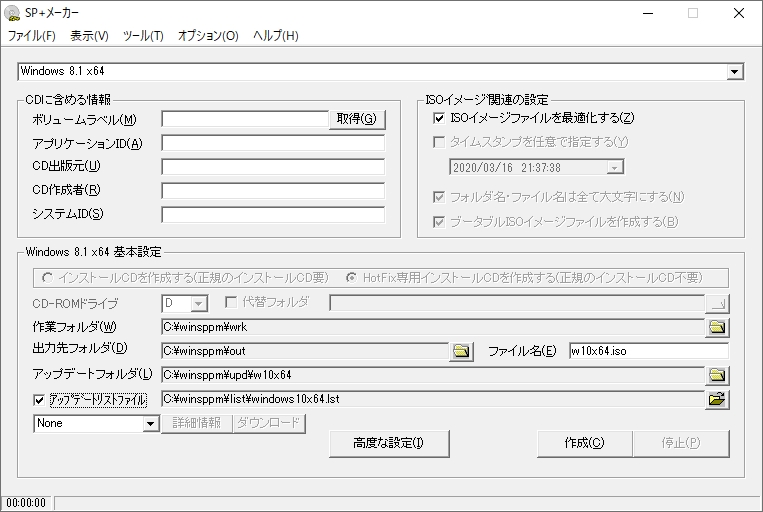 SP+メーカー
ファイル(F) 表示(V) ツール(T) オプション(O) ヘルプ(H)
Windows 8.1 x64
CDに含める情報
ボリュームラベル(M) 取得(G)
アプリケーションID(A)
CD出版元(U)
CD作成者(R)
システムID(S)
ISOイメージ関連の設定
ISOイメージファイルを最適化する(Z)
タイムスタンプを任意で指定する(Y)
2020/03/16 21:37:38
フォルダ名・ファイル名は全て大文字にする(N)
ブータブルISOイメージファイルを作成する(B)
Windows 8.1 x64 基本設定
インストールCDを作成する(正規のインストールCD要) HotFix専用インストールCDを作成する(正規のインストールCD不要)
CD-ROMドライブ D 代替フォルダ
作業フォルダ(W) C:¥winsppm¥wrk
出力先フォルダ(D) C:¥winsppm¥out ファイル名(E) w10x64.iso
アップデートフォルダ(L) C:¥winsppm¥upd¥w10x64
アップデートリストファイル C:¥winsppm¥list¥windows10x64.lst
None 詳細情報 ダウンロード
高度な設定(I) 作成(C) 停止(P)
00:00:00